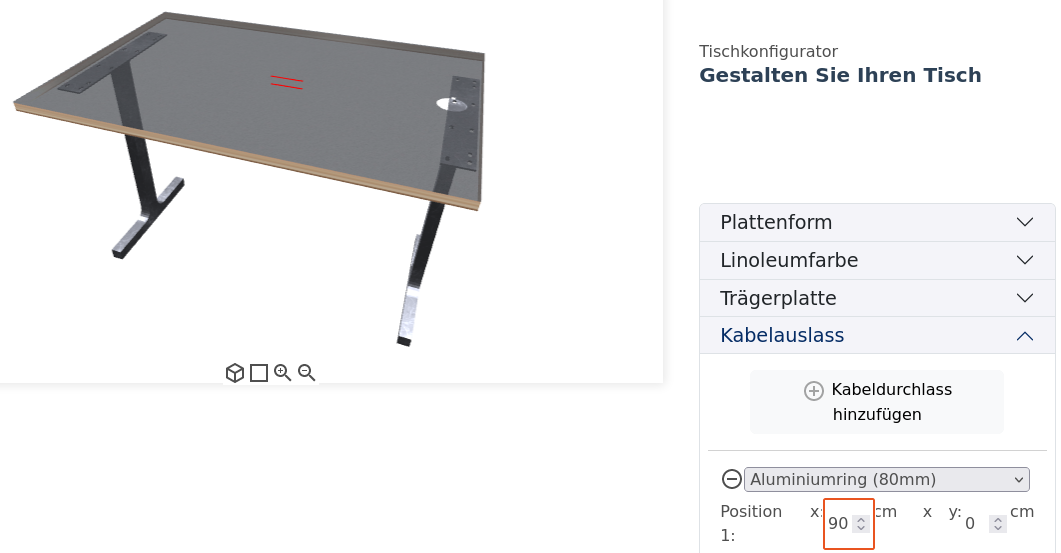 Tischkonfigurator
Gestalten Sie Ihren Tisch
Plattenform
Linoleumfarbe
Trägerplatte
Kabelauslass
Kabeldurchlass
hinzufügen
Aluminiumring (80mm)
Position x: 90 cm x y: 0 cm
1: